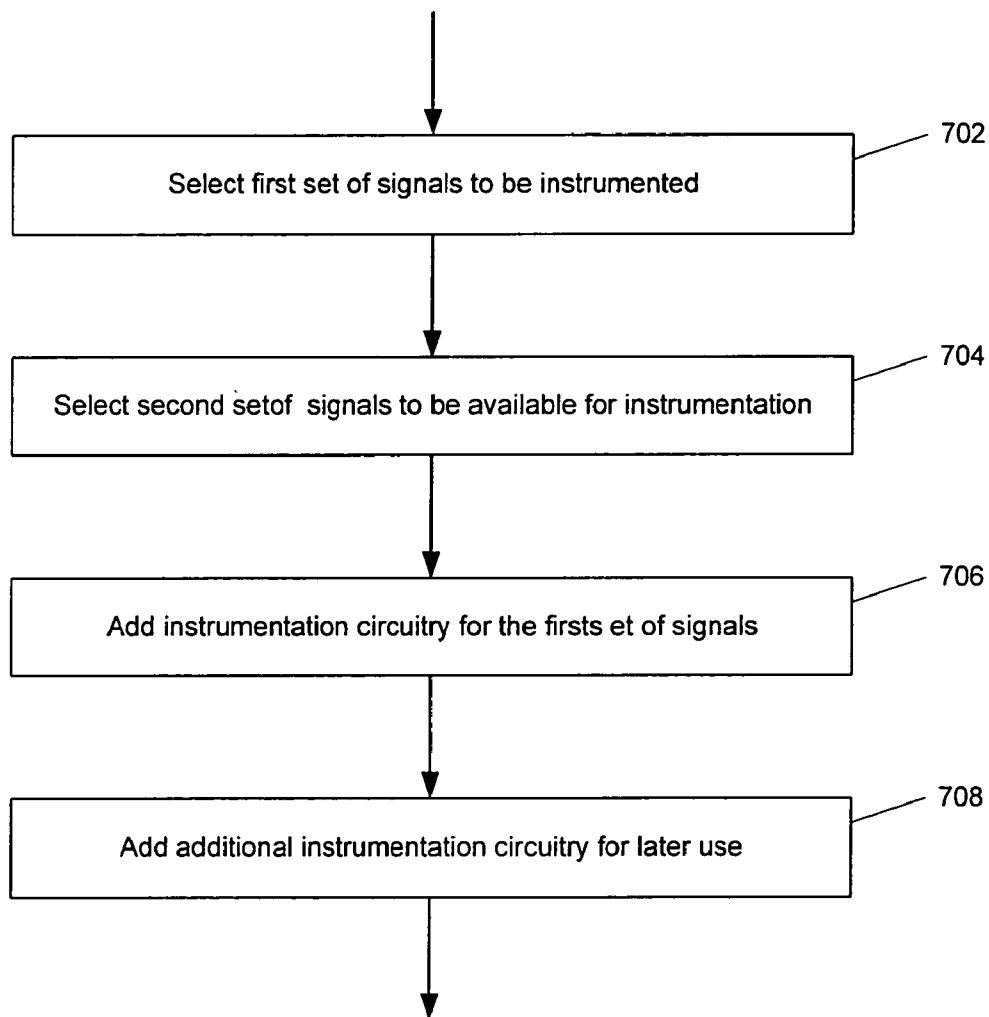 702
Select first set of signals to be instrumented
704
Select second setof signals to be available for instrumentation
706
Add instrumentation circuitry for the firsts et of signals
708
Add additional instrumentation circuitry for later use